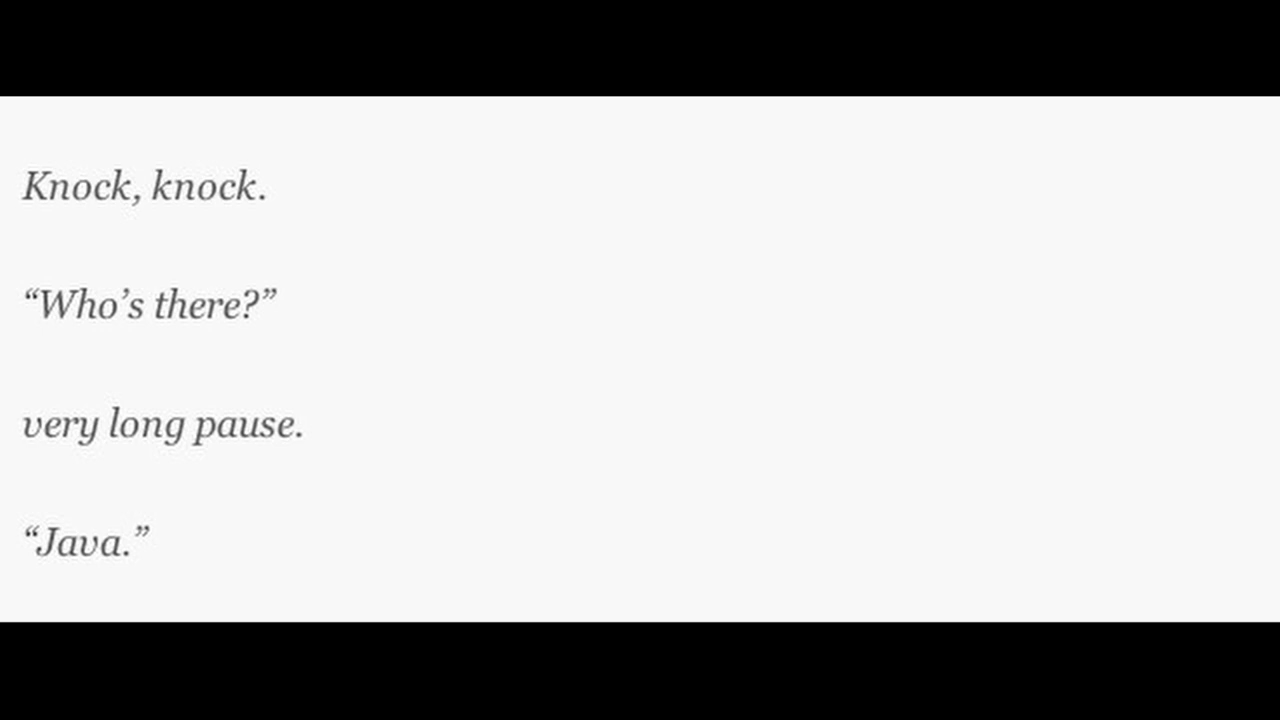 Knock, knock.
“Who’s there?”
very long pause.
“Java.”